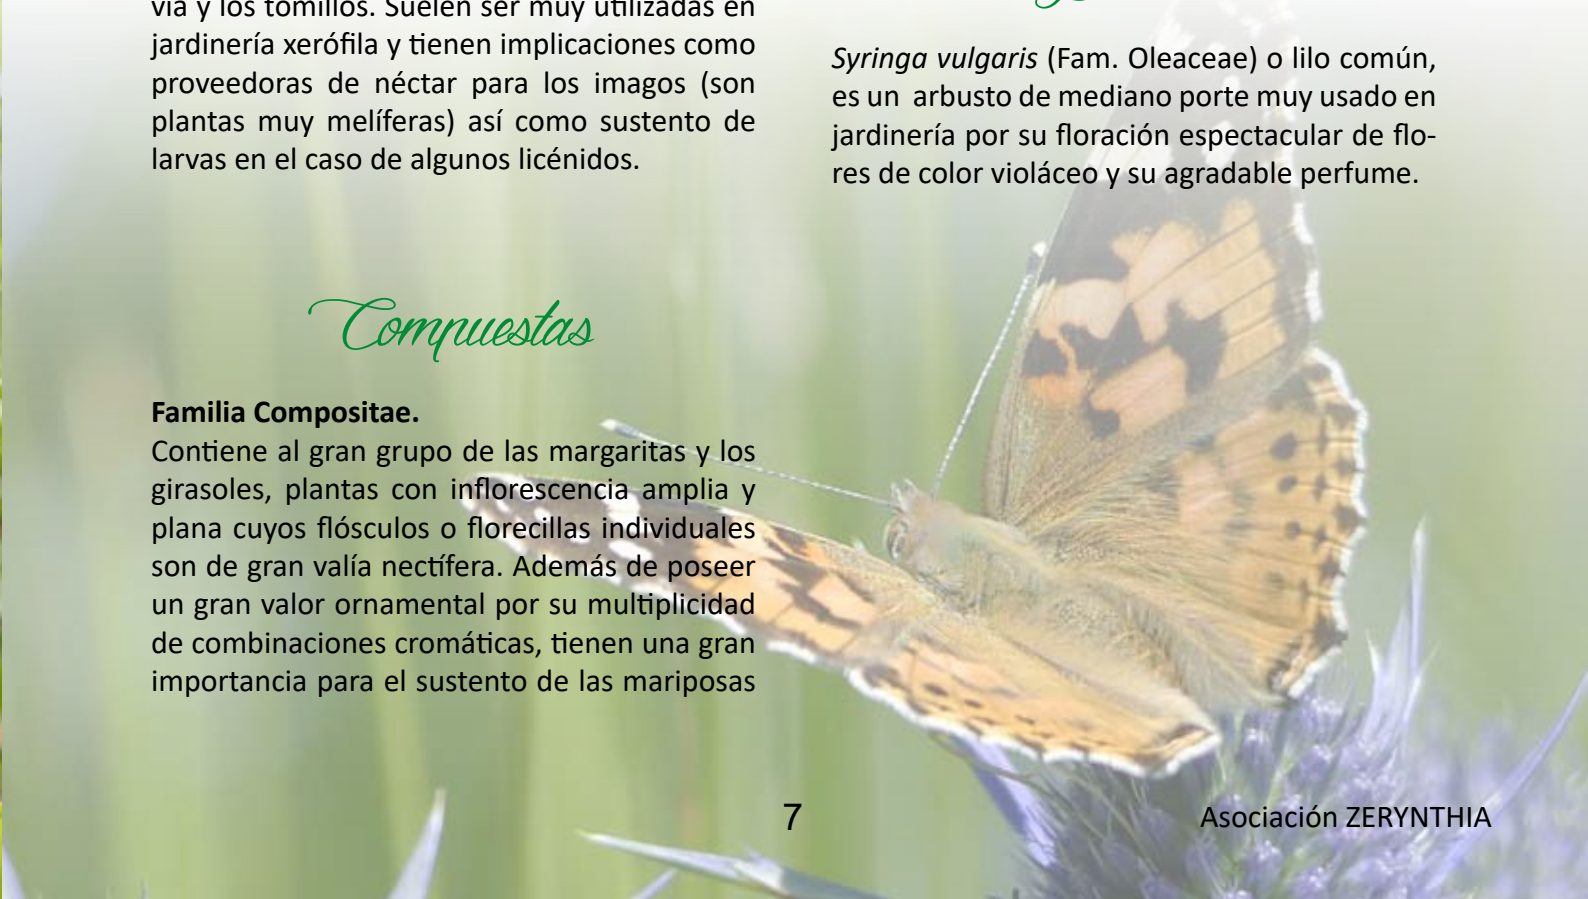 via y los tomillos. Suelen ser muy utilizadas en
jardinería xerófila y tienen implicaciones como
proveedoras de néctar para los imagos (son
plantas muy melíferas) así como sustento de
larvas en el caso de algunos licénidos.
Compuestas
Familia Compositae.
Contiene al gran grupo de las margaritas y los
girasoles, plantas con inflorescencia amplia y
plana cuyos flósculos o florecillas individuales
son de gran valía nectífera. Además de poseer
un gran valor ornamental por su multiplicidad
de combinaciones cromáticas, tienen una gran
importancia para el sustento de las mariposas
Syringa vulgaris (Fam. Oleaceae) o lilo común,
es un arbusto de mediano porte muy usado en
jardinería por su floración espectacular de flo-
res de color violáceo y su agradable perfume.
7
Asociación ZERYNTHIA